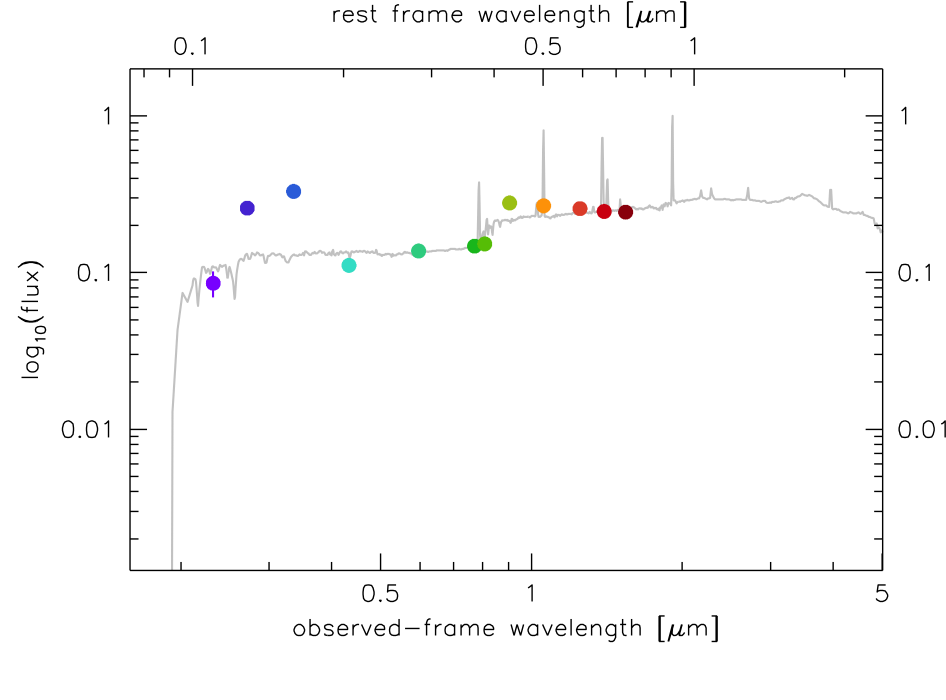 rest frame wavelength [μm]
0.1 0.5 1
1 1
0.1 0.1
0.01 0.01
log10(flux)
0.5 1 5
observed-frame wavelength [μm]